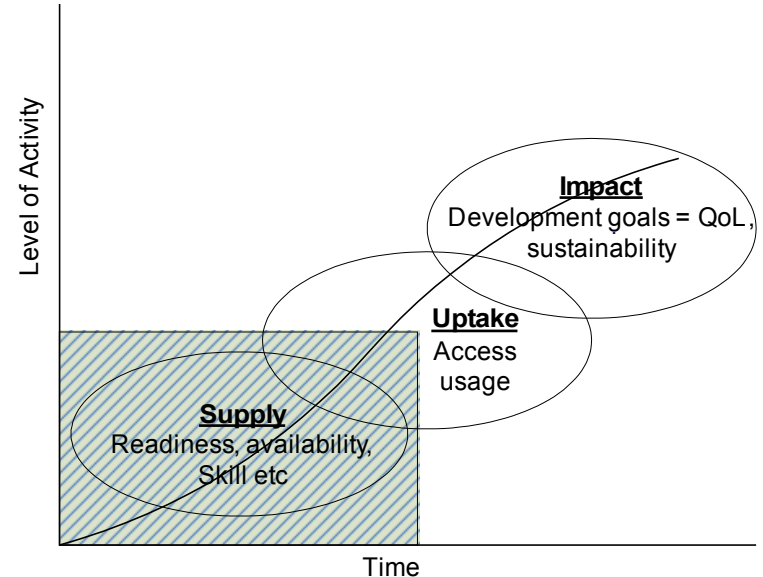 Level of Activity
Impact
Development goals = QoL,
sustainability
Uptake
Access
usage
Supply
Readiness, availability,
Skill etc
Time